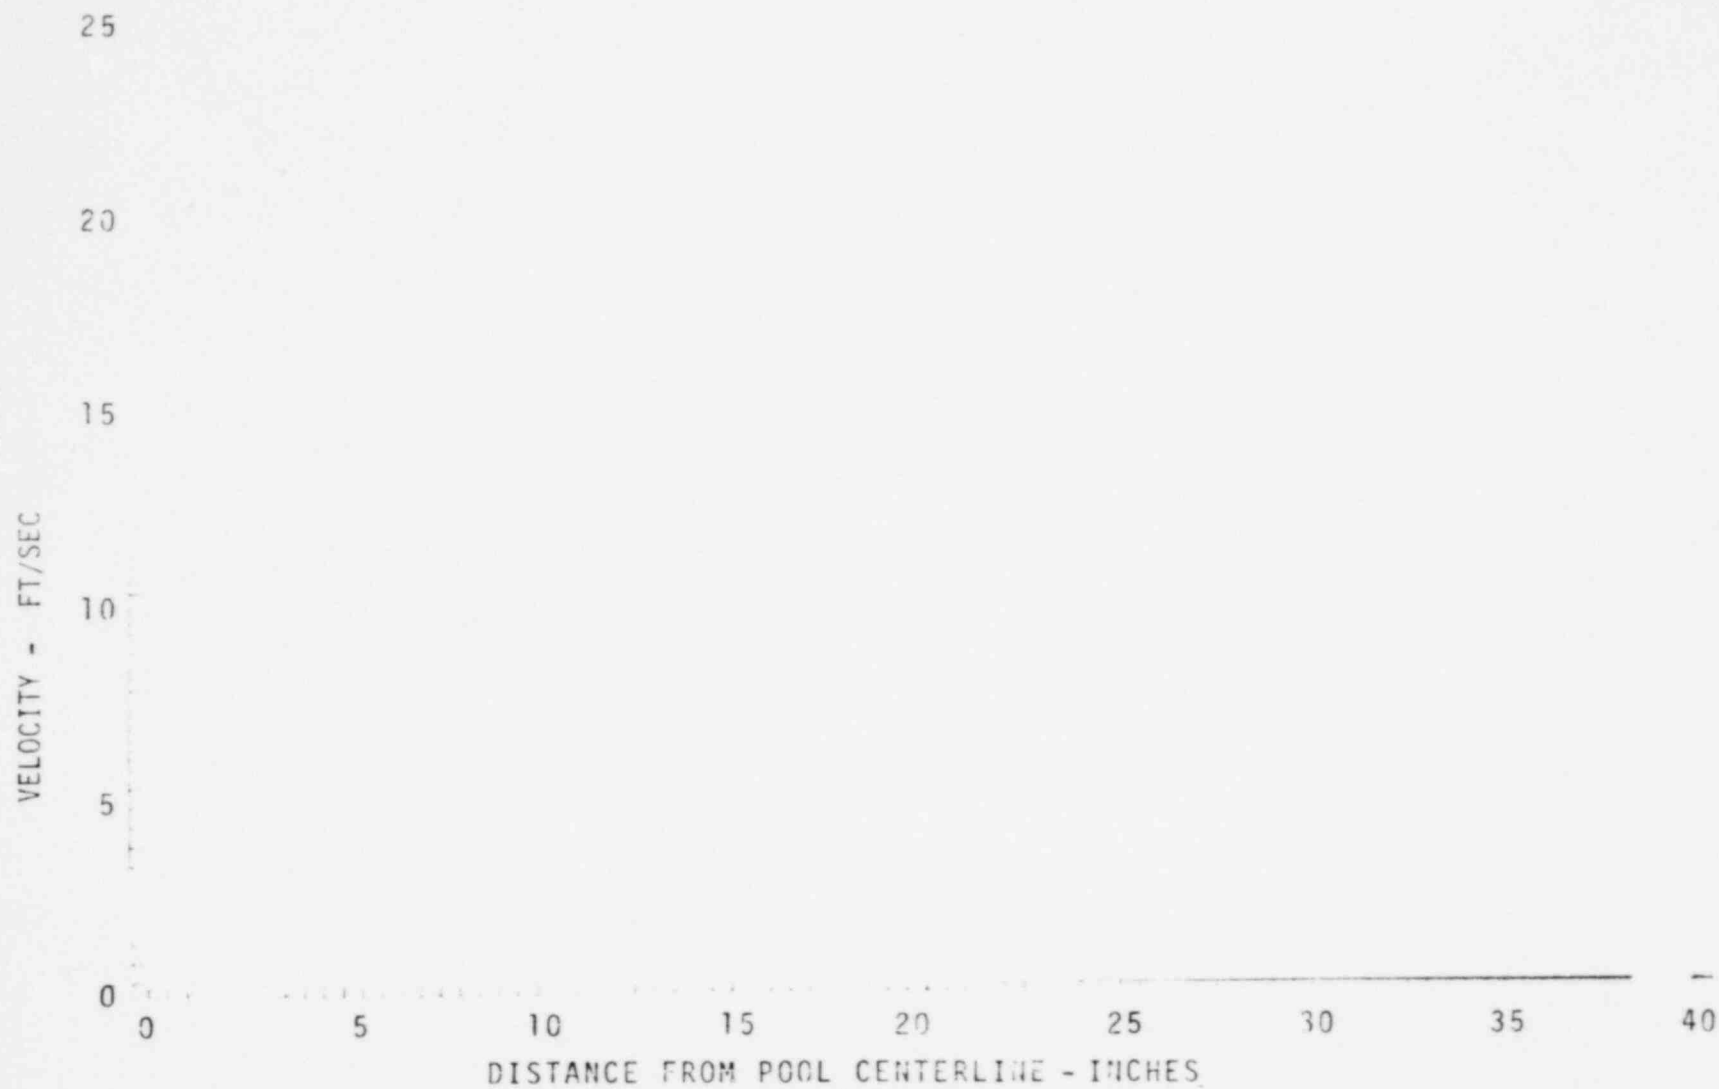 25
20
15
10
5
0
VELOCITY - FT/SEC
0 5 10 15 20 25 30 35 40
DISTANCE FROM POOL CENTERLINE - INCHES